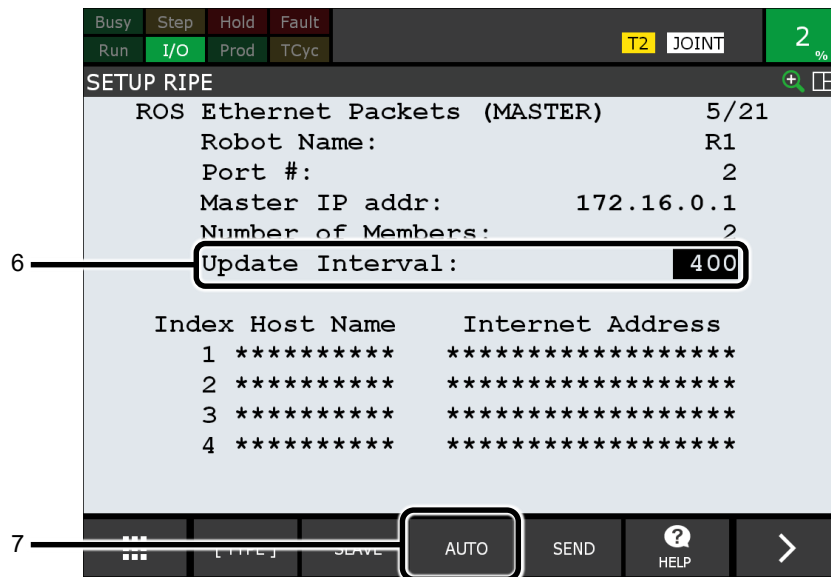 Busy Step Hold Fault
Run I/O Prod TCyc
T2 JOINT
2 %
SETUP RIPE
ROS Ethernet Packets (MASTER) 5/21
Robot Name: R1
Port #: 2
Master IP addr: 172.16.0.1
Number of Members: 2
6
Update Interval: 400
Index Host Name Internet Address
1 ********** ******************
2 ********** ******************
3 ********** ******************
4 ********** ******************
7
[ TYPE ] SLAVE AUTO SEND ? HELP >